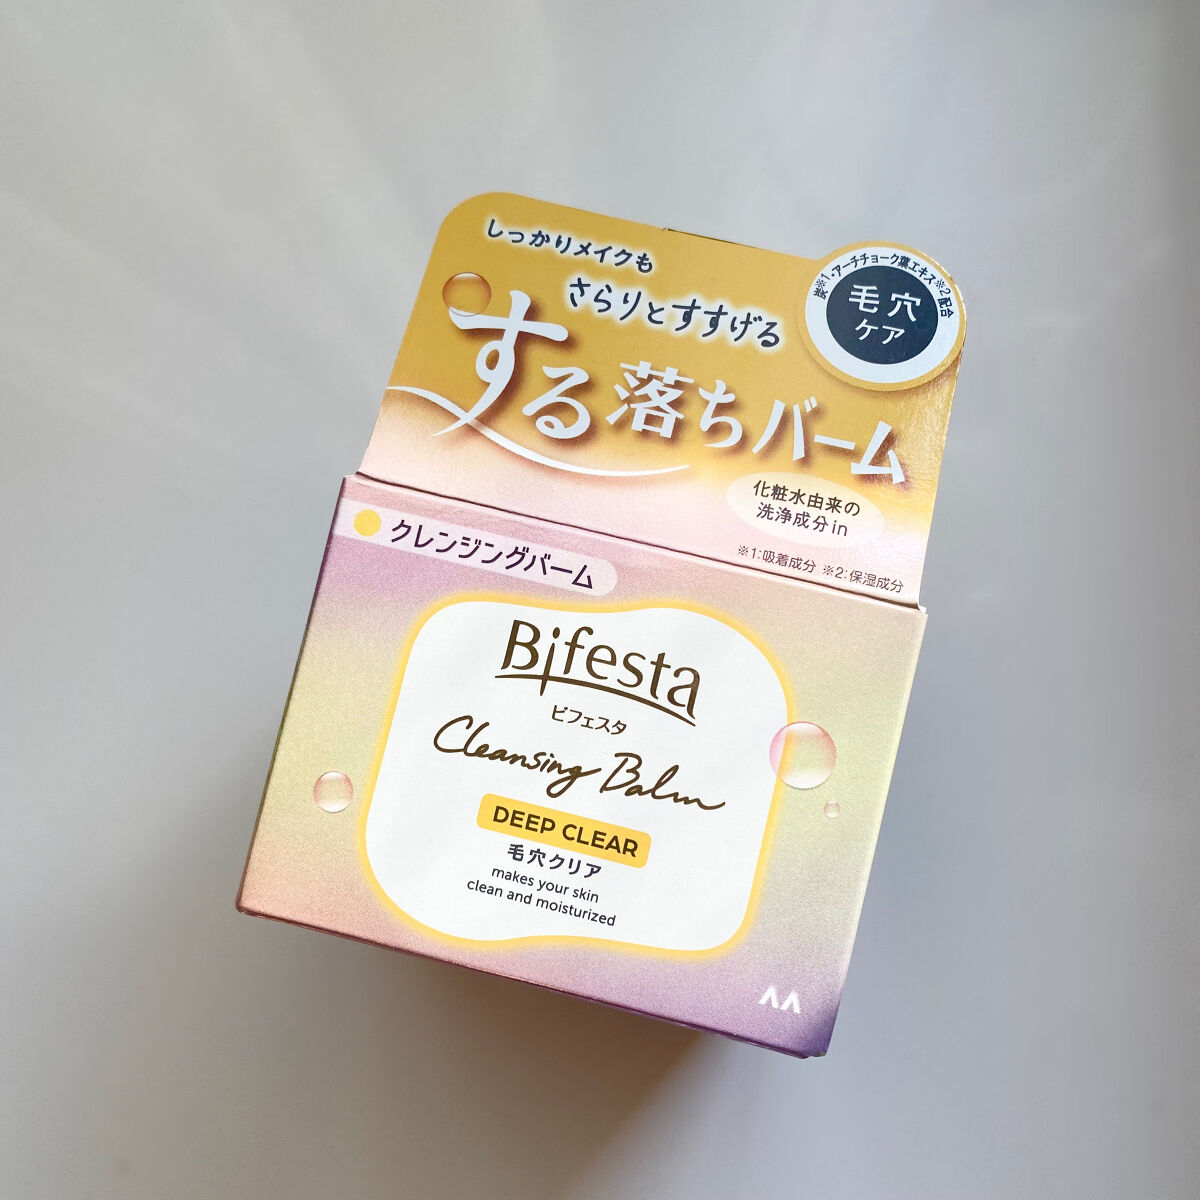 しっかりメイクも
さらりとすすげる
する落ちバーム
炭※1・アーチチョーク葉エキス※2配合
毛穴
ケア
化粧水由来の
洗浄成分in
※1:吸着成分 ※2:保湿成分
クレンジングバーム
Bifesta
ビフェスタ
Cleansing Balm
DEEP CLEAR
毛穴クリア
makes your skin
clean and moisturized